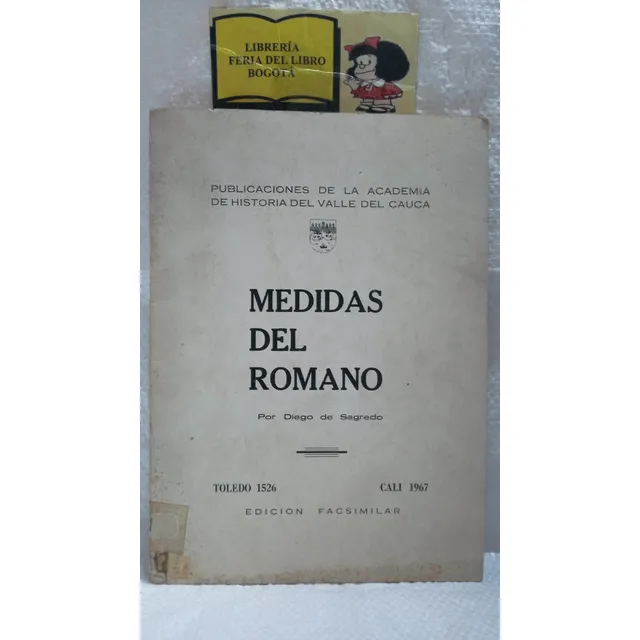 LIBRERÍA
FERIA DEL LIBRO
BOGOTÁ
PUBLICACIONES DE LA ACADEMIA
DE HISTORIA DEL VALLE DEL CAUCA
MEDIDAS
DEL
ROMANO
Por Diego de Sagredo
TOLEDO 1526 CALI 1967
EDICION FACSIMILAR